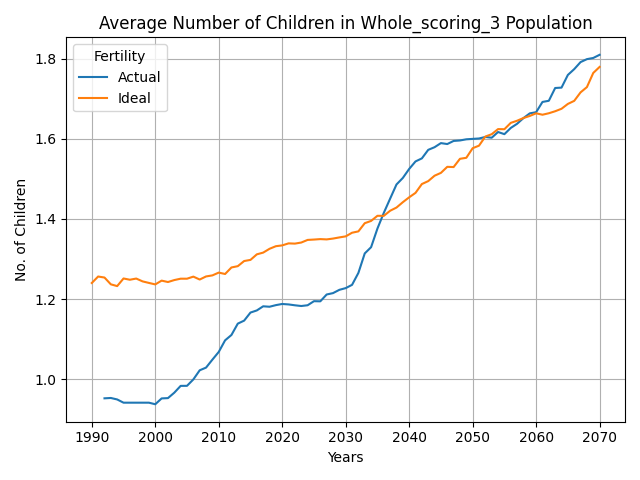 Average Number of Children in Whole_scoring_3 Population
Fertility
Actual
Ideal
No. of Children
1.8
1.6
1.4
1.2
1.0
1990 2000 2010 2020 2030 2040 2050 2060 2070
Years